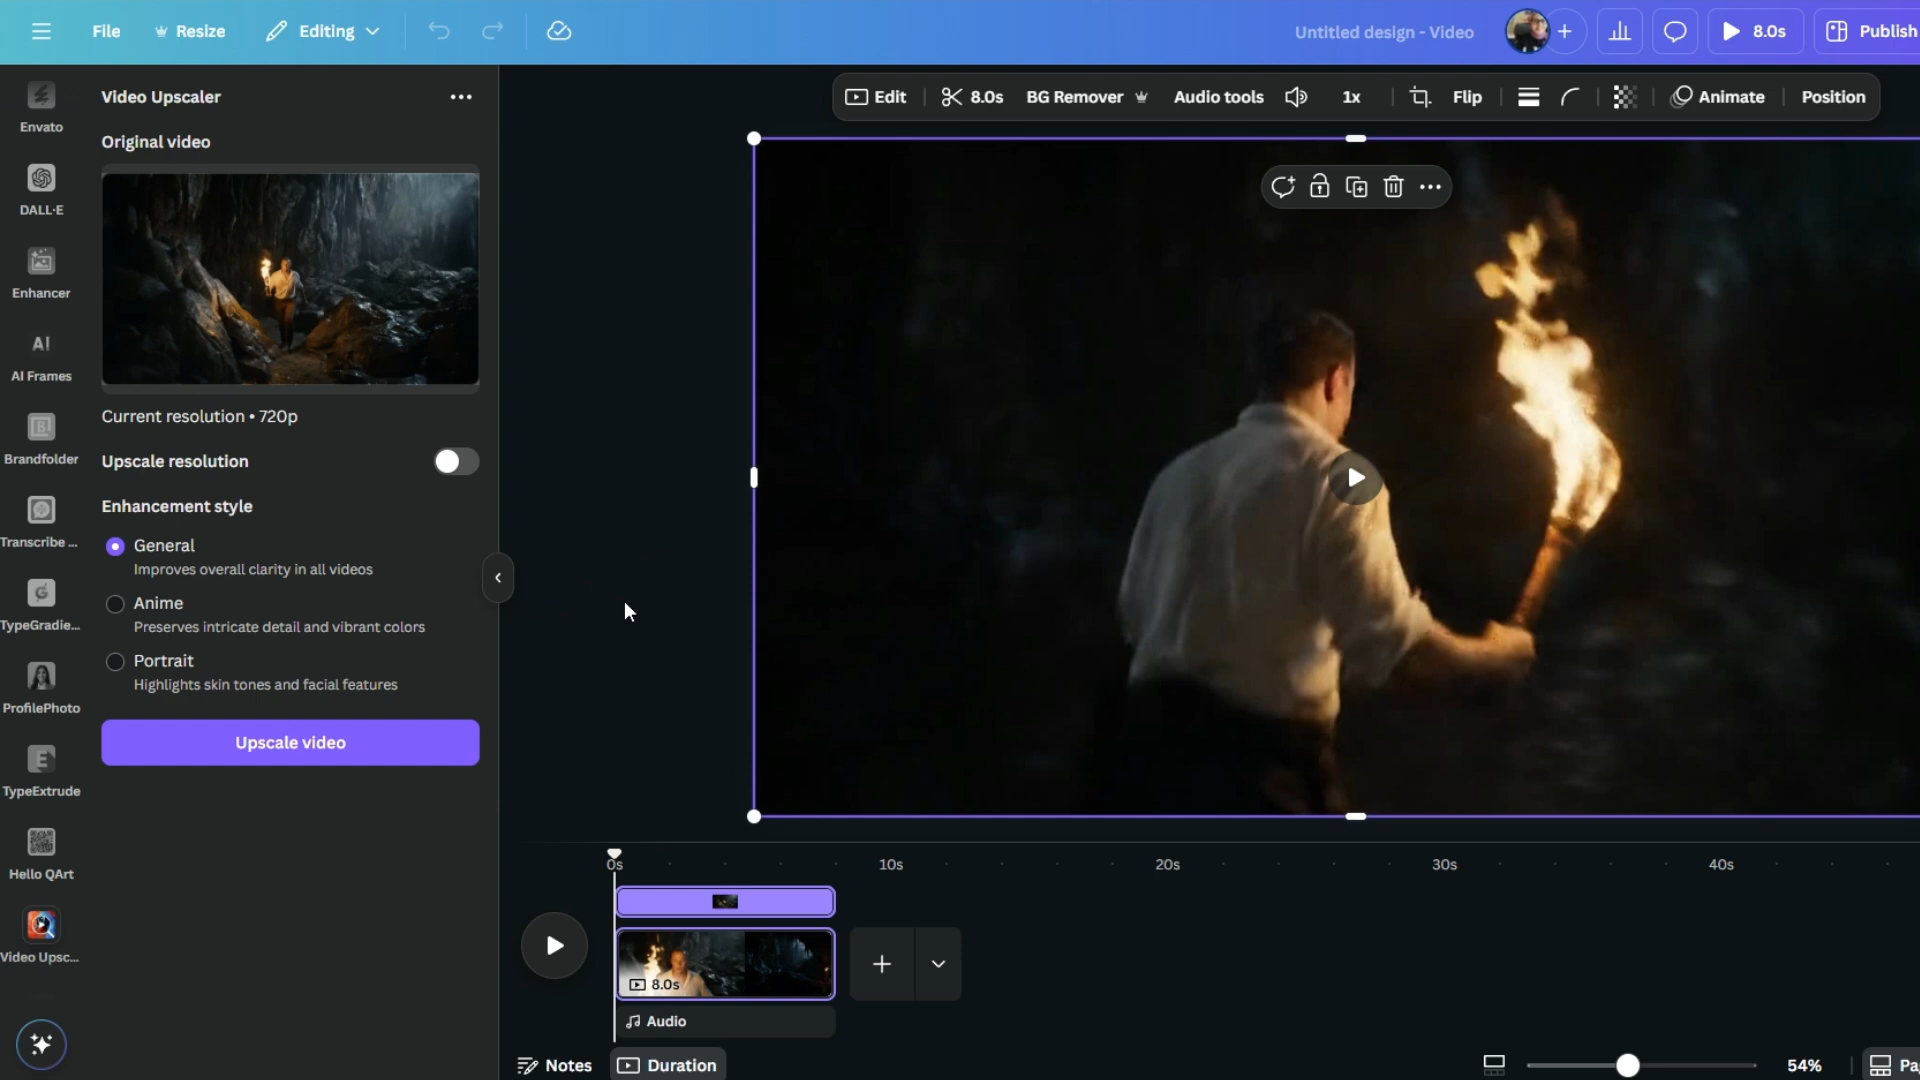 File
Resize
Editing
Untitled design - Video
8.0s
Publish
Envato
DALL·E
Enhancer
AI
AI Frames
B
Brandfolder
Transcribe ...
G
TypeGradie...
ProfilePhoto
E
TypeExtrude
Hello QArt
Video Upsc...
Video Upscaler
Original video
Current resolution • 720p
Upscale resolution
Enhancement style
General
Improves overall clarity in all videos
Anime
Preserves intricate detail and vibrant colors
Portrait
Highlights skin tones and facial features
Upscale video
Edit
8.0s
BG Remover
Audio tools
1x
Flip
Animate
Position
0s
10s
20s
30s
40s
8.0s
Audio
Notes
Duration
54%
Pa